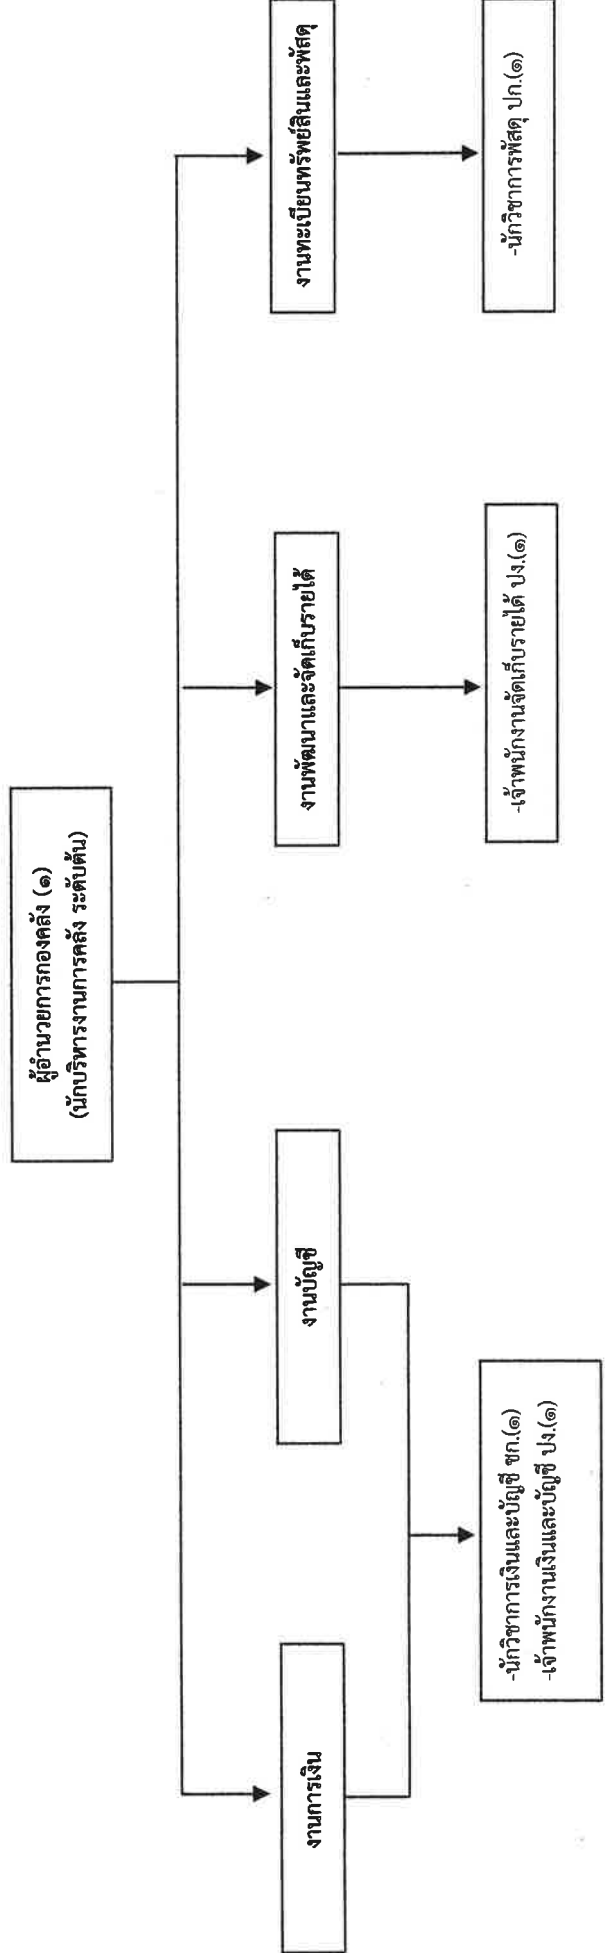 ผู้อำนวยการกองคลัง (๑)
(นักบริหารงานการคลัง ระดับต้น)
งานการเงิน
งานบัญชี
งานพัฒนาและจัดเก็บรายได้
งานทะเบียนทรัพย์สินและพัสดุ
-นักวิชาการเงินและบัญชี ชก.(๑)
-เจ้าพนักงานเงินและบัญชี ปง.(๑)
-เจ้าพนักงานจัดเก็บรายได้ ปง.(๑)
-นักวิชาการพัสดุ ปก.(๑)